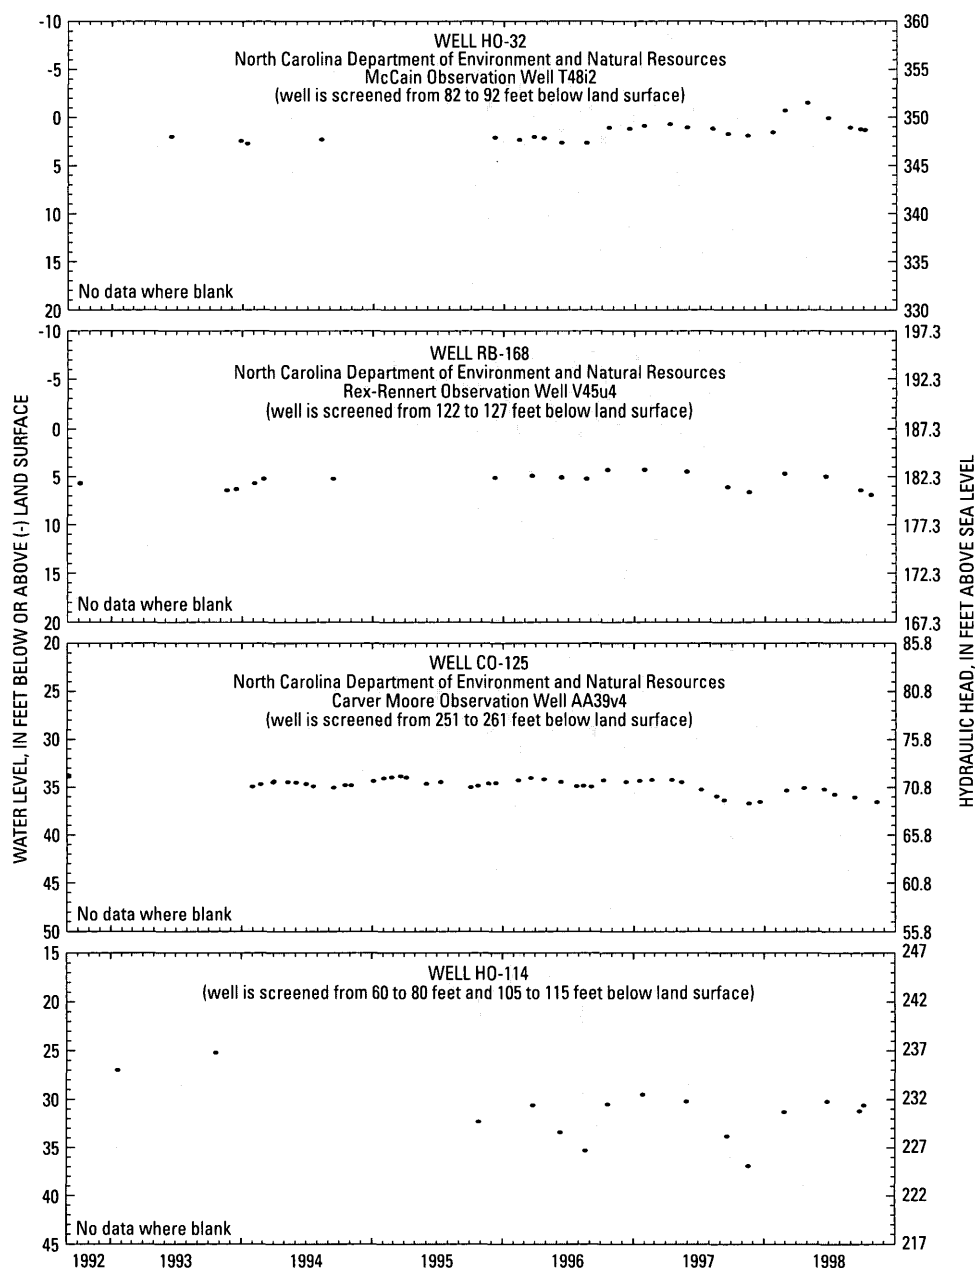 WATER LEVEL, IN FEET BELOW OR ABOVE (-) LAND SURFACE
HYDRAULIC HEAD, IN FEET ABOVE SEA LEVEL
WELL HO-32
North Carolina Department of Environment and Natural Resources
McCain Observation Well T48i2
(well is screened from 82 to 92 feet below land surface)
-10
-5
0
5
10
15
20
360
355
350
345
340
335
330
No data where blank
WELL RB-168
North Carolina Department of Environment and Natural Resources
Rex-Rennert Observation Well V45u4
(well is screened from 122 to 127 feet below land surface)
-10
-5
0
5
10
15
20
197.3
192.3
187.3
182.3
177.3
172.3
167.3
No data where blank
WELL CO-125
North Carolina Department of Environment and Natural Resources
Carver Moore Observation Well AA39v4
(well is screened from 251 to 261 feet below land surface)
20
25
30
35
40
45
50
85.8
80.8
75.8
70.8
65.8
60.8
55.8
No data where blank
WELL HO-114
(well is screened from 60 to 80 feet and 105 to 115 feet below land surface)
15
20
25
30
35
40
45
247
242
237
232
227
222
217
No data where blank
1992 1993 1994 1995 1996 1997 1998